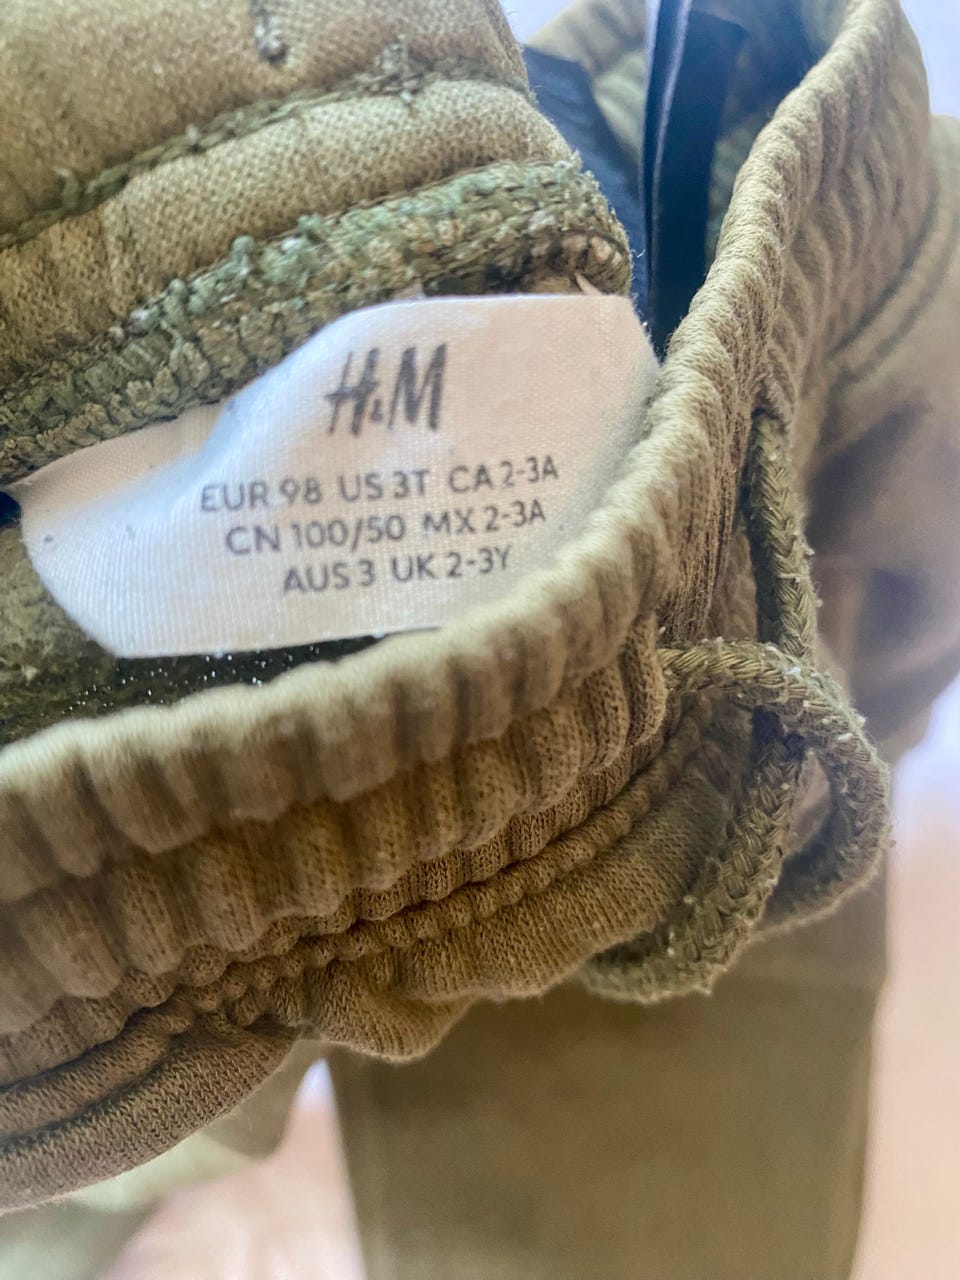 H&M
EUR 98 US 3T CA 2-3A
CN 100/50 MX 2-3A
AUS 3 UK 2-3Y